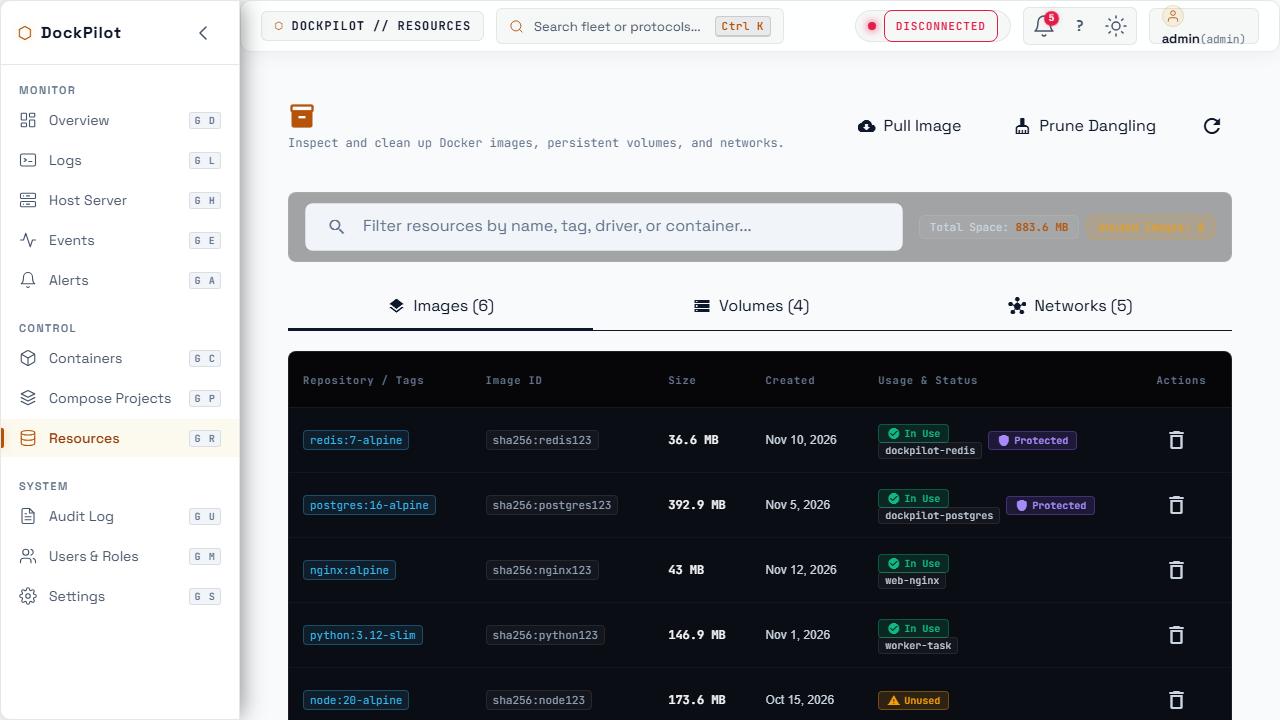 DockPilot
DOCKPILOT // RESOURCES
Search fleet or protocols...
Ctrl K
DISCONNECTED
5
?
admin(admin)
MONITOR
Overview
G D
Logs
G L
Host Server
G H
Events
G E
Alerts
G A
CONTROL
Containers
G C
Compose Projects
G P
Resources
G R
SYSTEM
Audit Log
G U
Users & Roles
G M
Settings
G S
Inspect and clean up Docker images, persistent volumes, and networks.
Pull Image
Prune Dangling
Filter resources by name, tag, driver, or container...
Total Space: 883.6 MB
Unused Images:
Images (6)
Volumes (4)
Networks (5)
Repository / Tags
Image ID
Size
Created
Usage & Status
Actions
redis:7-alpine
sha256:redis123
36.6 MB
Nov 10, 2026
In Use
dockpilot-redis
Protected
postgres:16-alpine
sha256:postgres123
392.9 MB
Nov 5, 2026
In Use
dockpilot-postgres
Protected
nginx:alpine
sha256:nginx123
43 MB
Nov 12, 2026
In Use
web-nginx
python:3.12-slim
sha256:python123
146.9 MB
Nov 1, 2026
In Use
worker-task
node:20-alpine
sha256:node123
173.6 MB
Oct 15, 2026
Unused